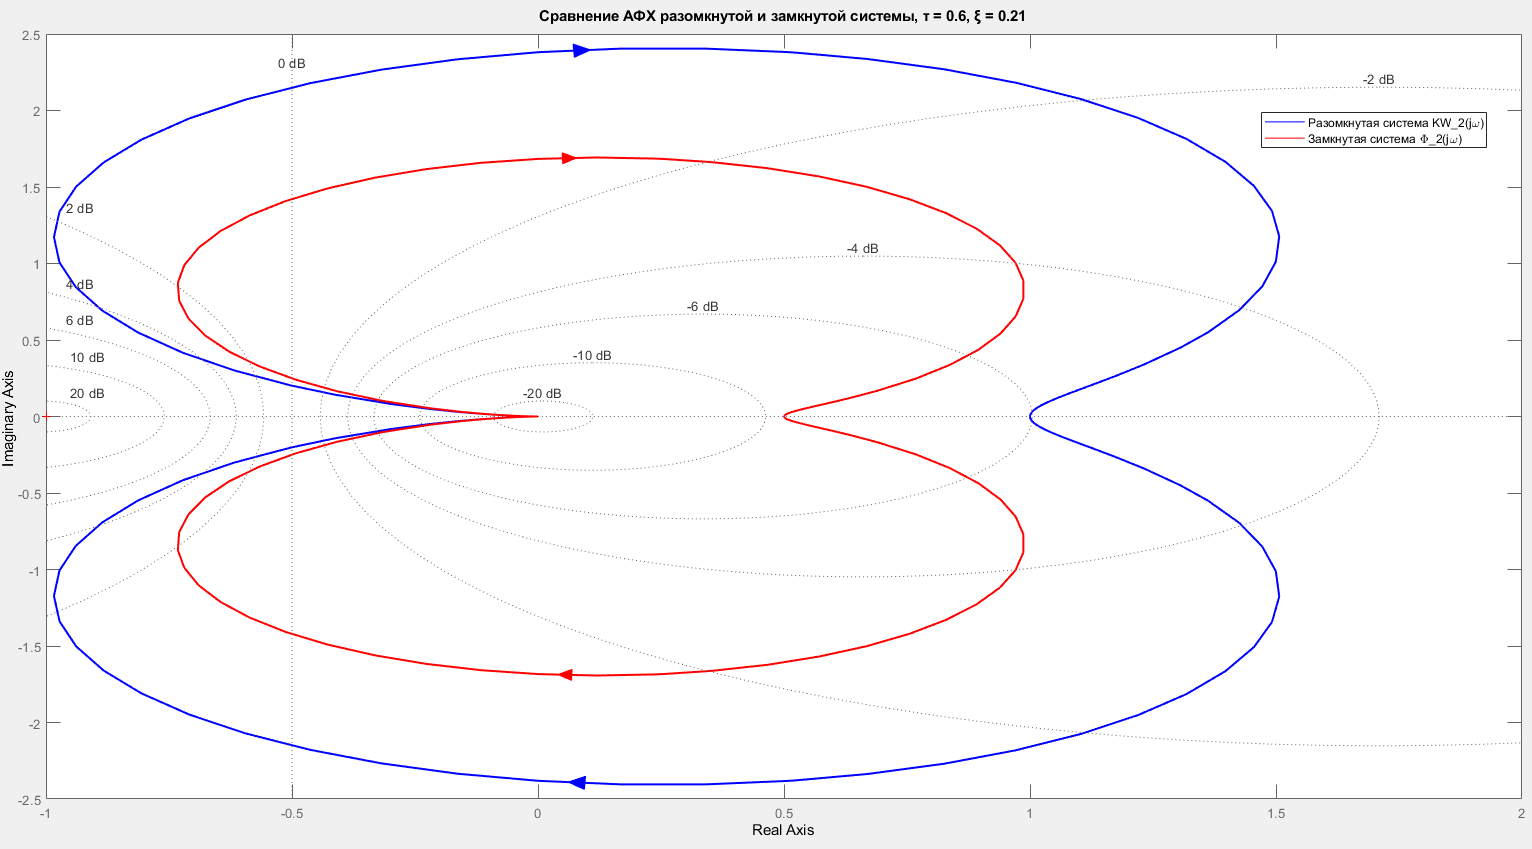 Сравнение АФХ разомкнутой и замкнутой системы, τ = 0.6, ξ = 0.21
2.5
0 dB
-2 dB
2
Разомкнутая система KW_2(jω)
Замкнутая система Φ_2(jω)
1.5
2 dB
-4 dB
1
4 dB
-6 dB
6 dB
0.5
10 dB
-10 dB
20 dB
-20 dB
0
Imaginary Axis
-0.5
-1
-1.5
-2
-2.5
-1 -0.5 0 0.5 1 1.5 2
Real Axis